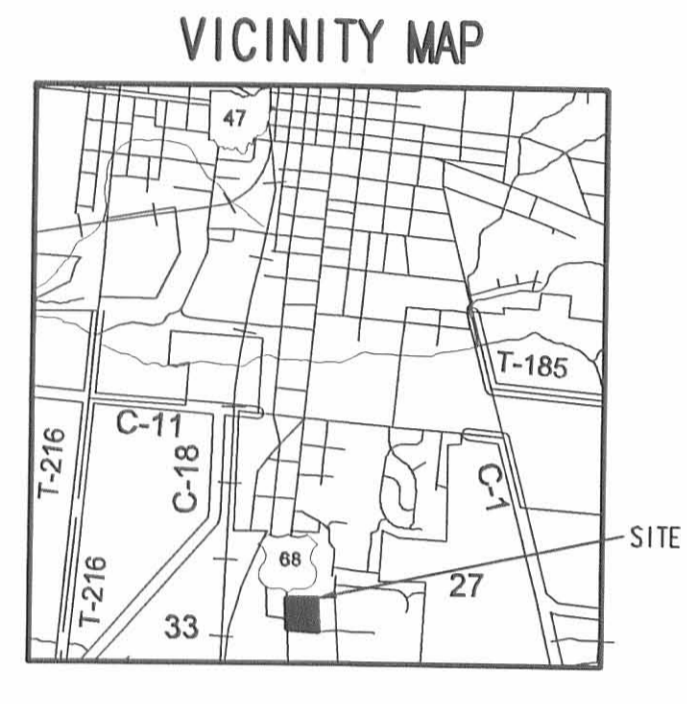 VICINITY MAP
47
T-185
C-11
T-216
C-18
C-1
SITE
68
T-216
27
33